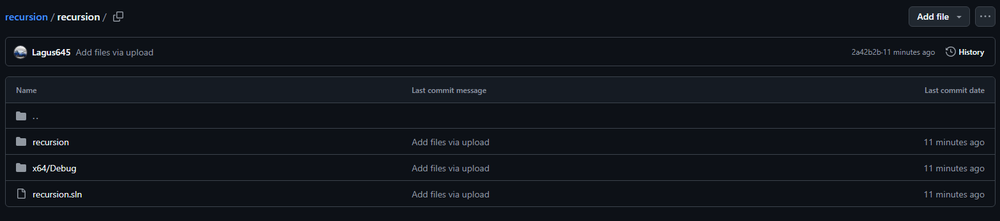 recursion / recursion / Add file ...
Lagus645 Add files via upload 2a42b2b · 11 minutes ago History
Name Last commit message Last commit date
..
recursion Add files via upload 11 minutes ago
x64/Debug Add files via upload 11 minutes ago
recursion.sln Add files via upload 11 minutes ago